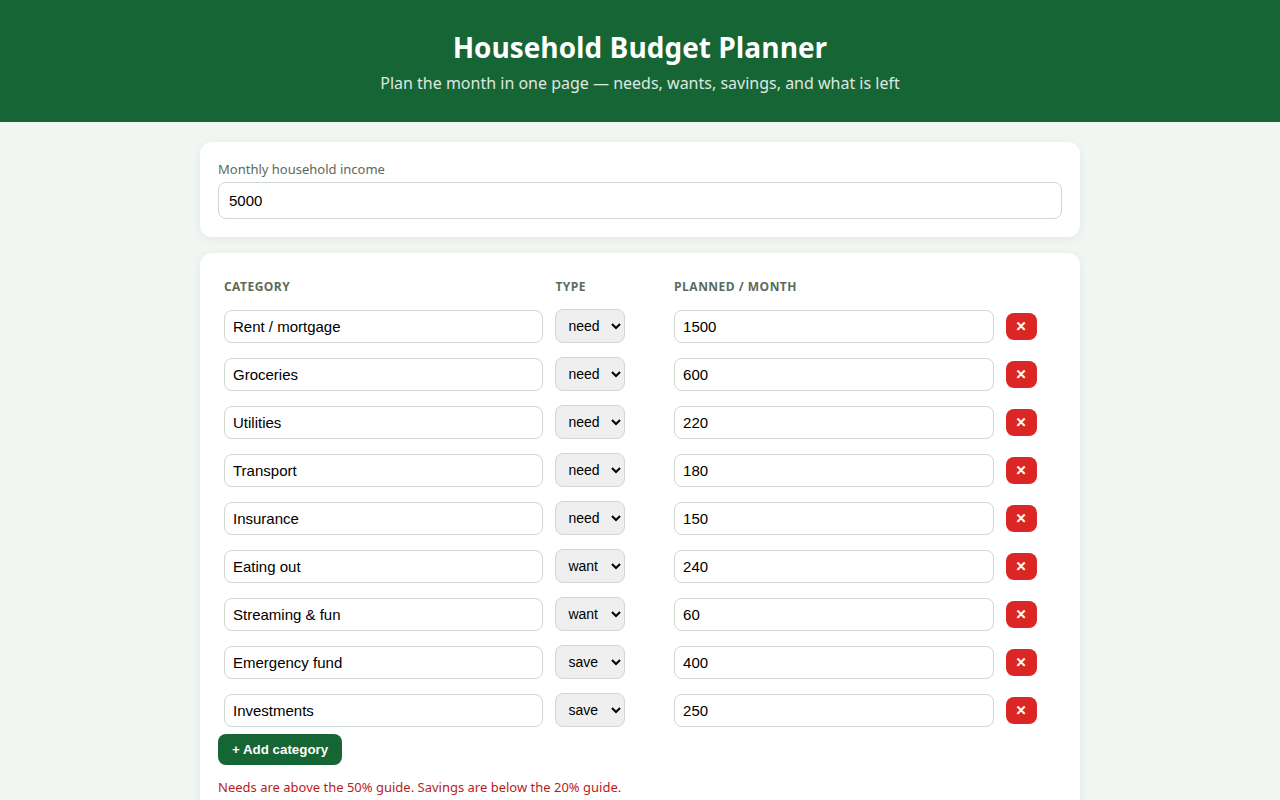 Household Budget Planner
Plan the month in one page — needs, wants, savings, and what is left
Monthly household income
5000
CATEGORY TYPE PLANNED / MONTH
Rent / mortgage need 1500 ✕
Groceries need 600 ✕
Utilities need 220 ✕
Transport need 180 ✕
Insurance need 150 ✕
Eating out want 240 ✕
Streaming & fun want 60 ✕
Emergency fund save 400 ✕
Investments save 250 ✕
+ Add category
Needs are above the 50% guide. Savings are below the 20% guide.